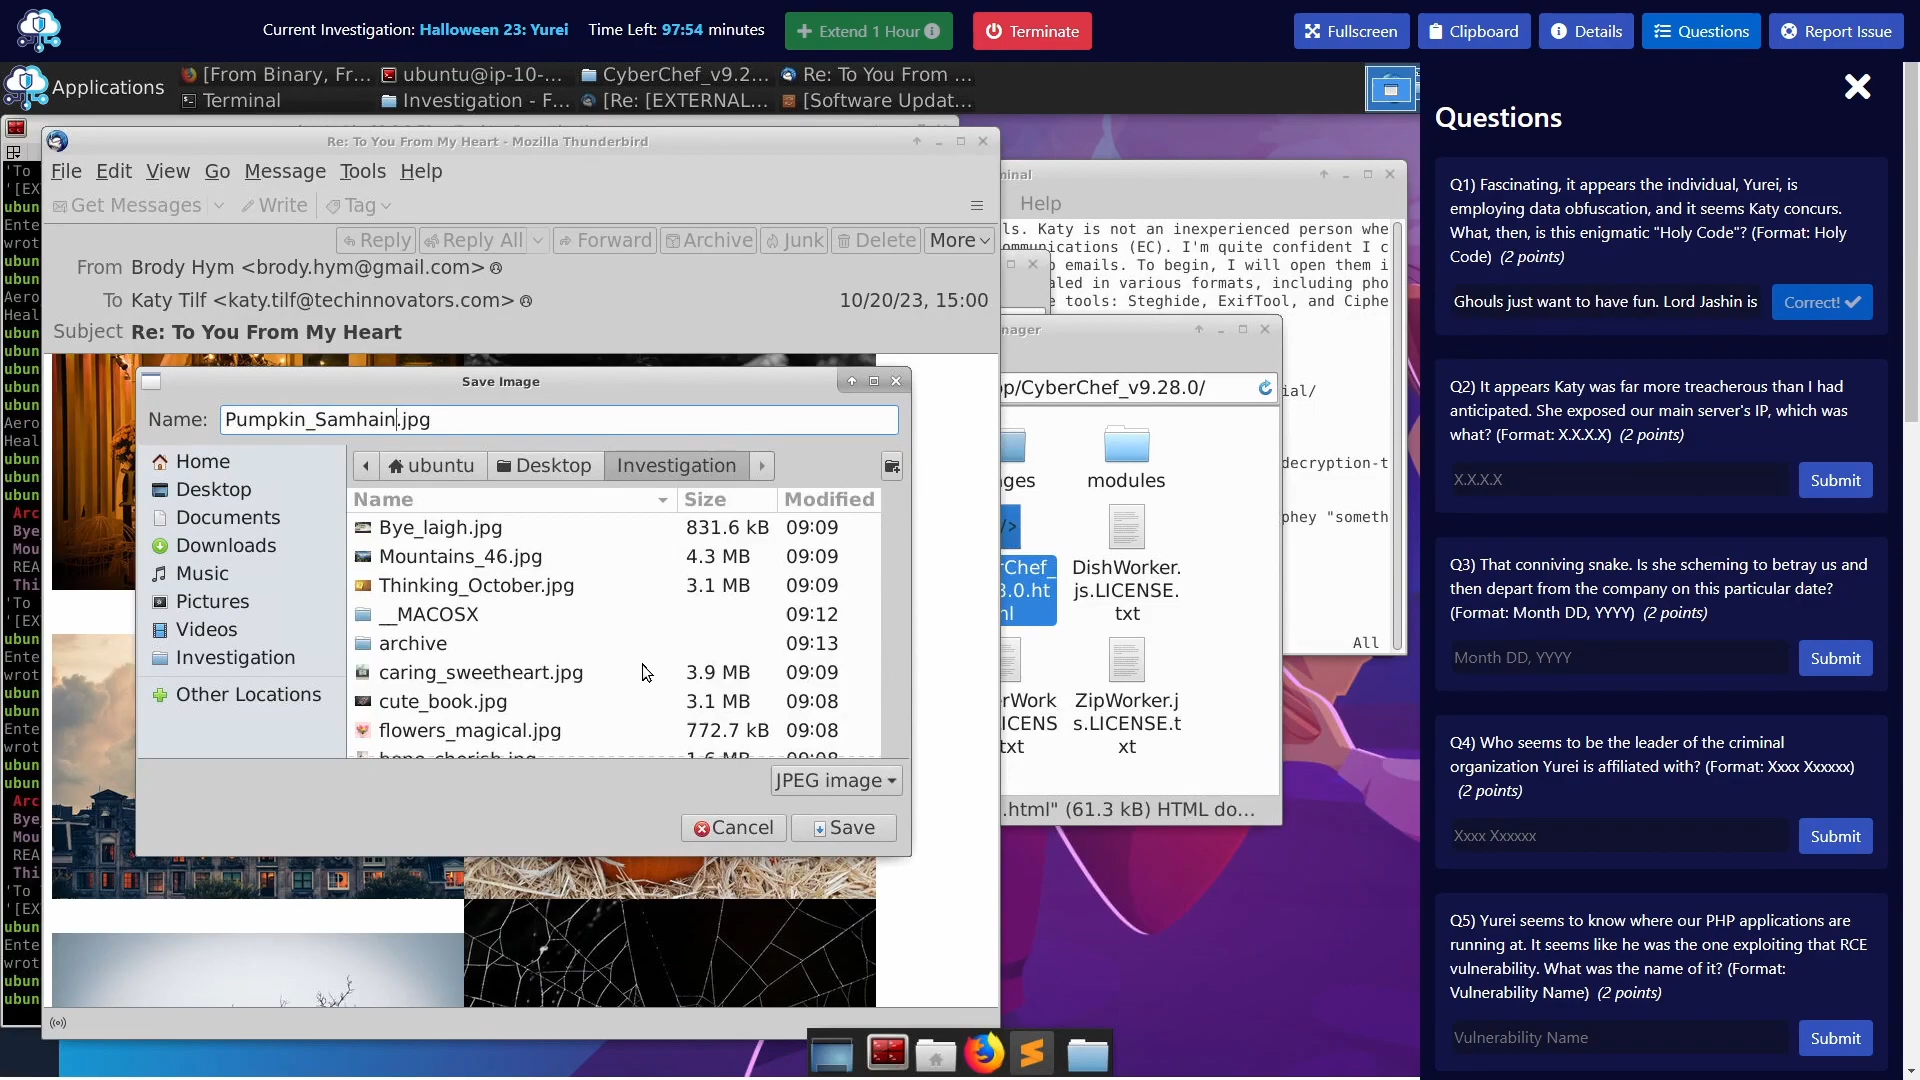 Current Investigation: Halloween 23: Yurei
Time Left: 97:54 minutes
Extend 1 Hour
Terminate
Fullscreen
Clipboard
Details
Questions
Report Issue
Applications
[From Binary, Fr...
ubuntu@ip-10-...
CyberChef_v9.2...
Re: To You From ...
Terminal
Investigation - F...
[Re: [EXTERNAL...
[Software Updat...
Re: To You From My Heart - Mozilla Thunderbird
File Edit View Go Message Tools Help
Get Messages
Write
Tag
Reply
Reply All
Forward
Archive
Junk
Delete
More
From Brody Hym <brody.hym@gmail.com>
To Katy Tilf <katy.tilf@techinnovators.com>
10/20/23, 15:00
Subject Re: To You From My Heart
Save Image
Name: Pumpkin_Samhain.jpg
Home
Desktop
Documents
Downloads
Music
Pictures
Videos
Investigation
Other Locations
ubuntu
Desktop
Investigation
Name Size Modified
Bye_laigh.jpg 831.6 kB 09:09
Mountains_46.jpg 4.3 MB 09:09
Thinking_October.jpg 3.1 MB 09:09
__MACOSX 09:12
archive 09:13
caring_sweetheart.jpg 3.9 MB 09:09
cute_book.jpg 3.1 MB 09:08
flowers_magical.jpg 772.7 kB 09:08
JPEG image
Cancel
Save
Help
ls. Katy is not an inexperienced person whe
ommunications (EC). I'm quite confident I c
emails. To begin, I will open them i
aled in various formats, including pho
e tools: Steghide, ExifTool, and Ciphe
ial/
decryption-t
phey "someth
All
nager
op/CyberChef_v9.28.0/
ges
modules
rChef_
8.0.ht
ml
DishWorker.
js.LICENSE.
txt
rWork
ICENS
txt
ZipWorker.j
s.LICENSE.t
xt
.html" (61.3 kB) HTML do...
Questions
Q1) Fascinating, it appears the individual, Yurei, is
employing data obfuscation, and it seems Katy concurs.
What, then, is this enigmatic "Holy Code"? (Format: Holy
Code) (2 points)
Ghouls just want to have fun. Lord Jashin is
Correct!
Q2) It appears Katy was far more treacherous than I had
anticipated. She exposed our main server's IP, which was
what? (Format: X.X.X.X) (2 points)
X.X.X.X
Submit
Q3) That conniving snake. Is she scheming to betray us and
then depart from the company on this particular date?
(Format: Month DD, YYYY) (2 points)
Month DD, YYYY
Submit
Q4) Who seems to be the leader of the criminal
organization Yurei is affiliated with? (Format: Xxxx Xxxxxx)
(2 points)
Xxxx Xxxxxx
Submit
Q5) Yurei seems to know where our PHP applications are
running at. It seems like he was the one exploiting that RCE
vulnerability. What was the name of it? (Format:
Vulnerability Name) (2 points)
Vulnerability Name
Submit